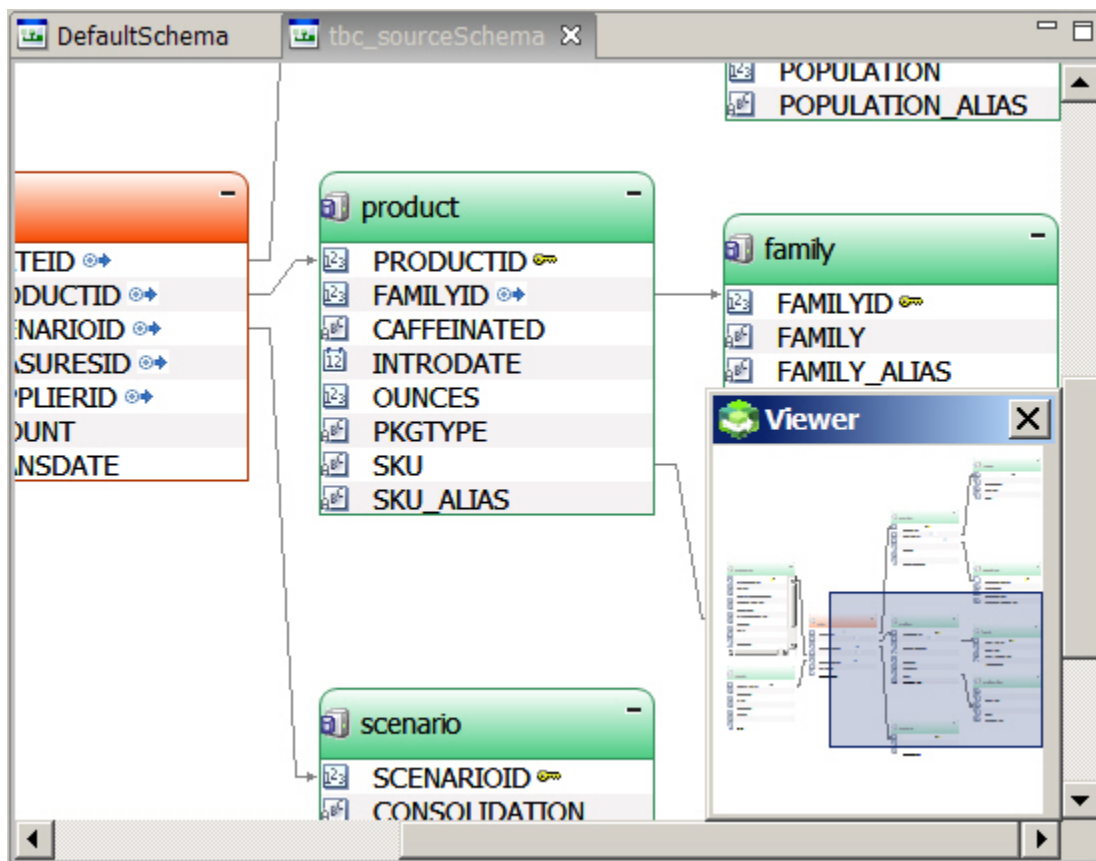 DefaultSchema
tbc_sourceSchema
POPULATION
POPULATION_ALIAS
TEID
ODUCTID
ENARIOID
ASURESID
PPLIERID
OUNT
ANSDATE
product
PRODUCTID
FAMILYID
CAFFEINATED
INTRODATE
OUNCES
PKGTYPE
SKU
SKU_ALIAS
family
FAMILYID
FAMILY
FAMILY_ALIAS
Viewer
scenario
SCENARIOID
CONSOLIDATION